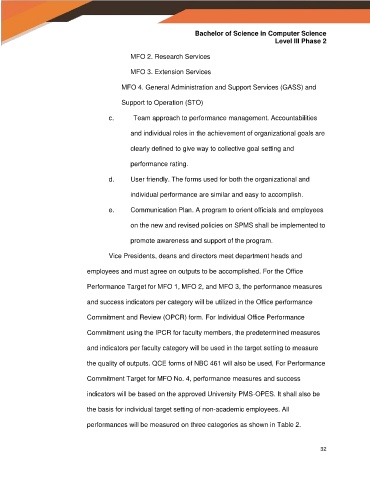 Bachelor of Science in Computer Science
Level III Phase 2
MFO 2. Research Services
MFO 3. Extension Services
MFO 4. General Administration and Support Services (GASS) and
Support to Operation (STO)
c. Team approach to performance management. Accountabilities
and individual roles in the achievement of organizational goals are
clearly defined to give way to collective goal setting and
performance rating.
d. User friendly. The forms used for both the organizational and
individual performance are similar and easy to accomplish.
e. Communication Plan. A program to orient officials and employees
on the new and revised policies on SPMS shall be implemented to
promote awareness and support of the program.
Vice Presidents, deans and directors meet department heads and
employees and must agree on outputs to be accomplished. For the Office
Performance Target for MFO 1, MFO 2, and MFO 3, the performance measures
and success indicators per category will be utilized in the Office performance
Commitment and Review (OPCR) form. For Individual Office Performance
Commitment using the IPCR for faculty members, the predetermined measures
and indicators per faculty category will be used in the target setting to measure
the quality of outputs. QCE forms of NBC 461 will also be used. For Performance
Commitment Target for MFO No. 4, performance measures and success
indicators will be based on the approved University PMS-OPES. It shall also be
the basis for individual target setting of non-academic employees. All
performances will be measured on three categories as shown in Table 2.
32